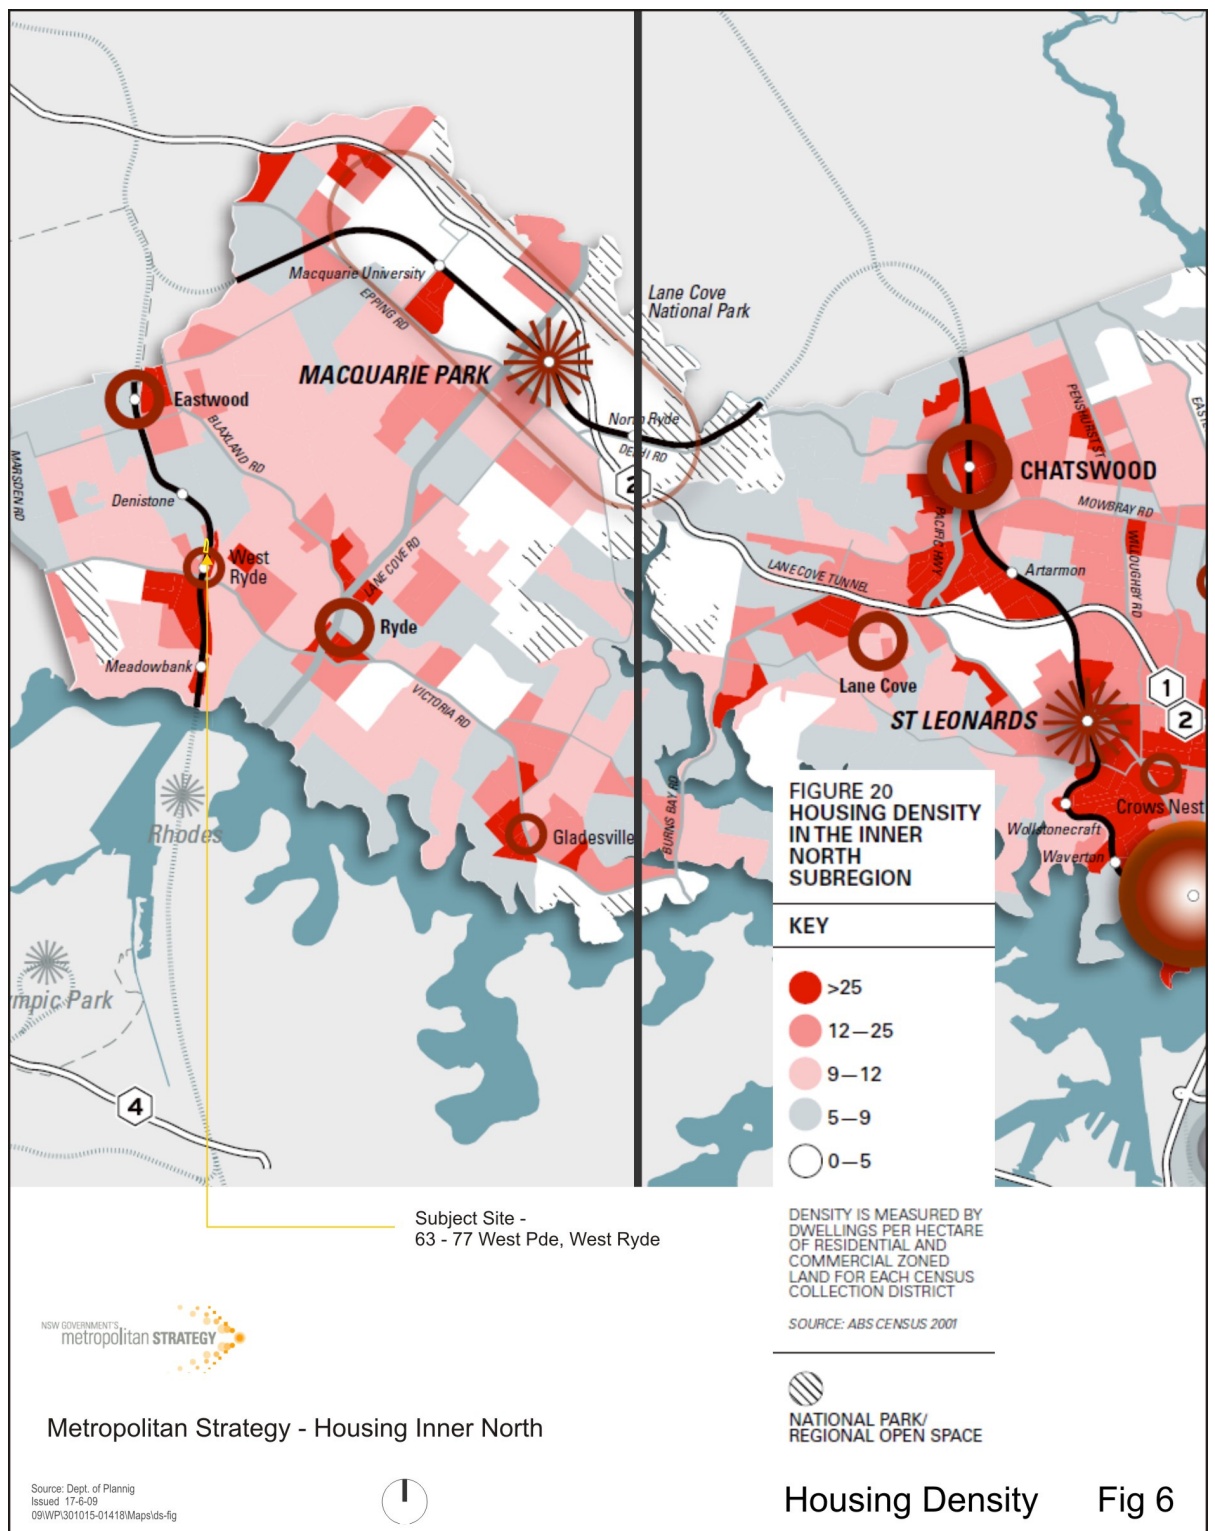 Lane Cove
National Park
Macquarie University
EPPING RD
MACQUARIE PARK
Eastwood
BLAXLAND RD
North Ryde
DELHI RD
2
PENSHURST ST
CHATSWOOD
MARSDEN RD
Denistone
MOWBRAY RD
PACIFIC HWY
WILLOUGHBY RD
West
Ryde
LANE COVE RD
LANE COVE TUNNEL
Artarmon
Ryde
Meadowbank
Lane Cove
1
2
VICTORIA RD
ST LEONARDS
Rhodes
Gladesville
BURNS BAY RD
Crows Nest
Wollstonecraft
Waverton
ympic Park
4
FIGURE 20
HOUSING DENSITY
IN THE INNER
NORTH
SUBREGION
KEY
>25
12—25
9—12
5—9
0—5
DENSITY IS MEASURED BY
DWELLINGS PER HECTARE
OF RESIDENTIAL AND
COMMERCIAL ZONED
LAND FOR EACH CENSUS
COLLECTION DISTRICT
SOURCE: ABS CENSUS 2001
NATIONAL PARK/
REGIONAL OPEN SPACE
Subject Site -
63 - 77 West Pde, West Ryde
NSW GOVERNMENT'S
metropolitan STRATEGY
Metropolitan Strategy - Housing Inner North
Source: Dept. of Plannig
Issued 17-6-09
09\WP\301015-01418\Maps\ds-fig
Housing Density Fig 6